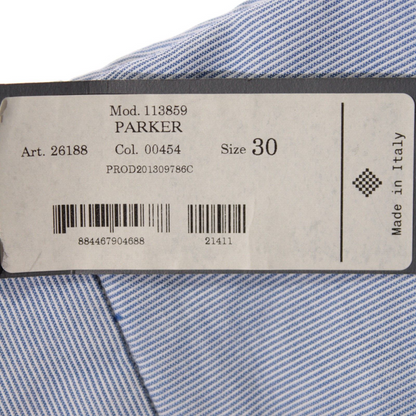 Mod. 113859
PARKER
Art. 26188 Col. 00454 Size 30
PROD201309786C
884467904688 21411
Made in Italy